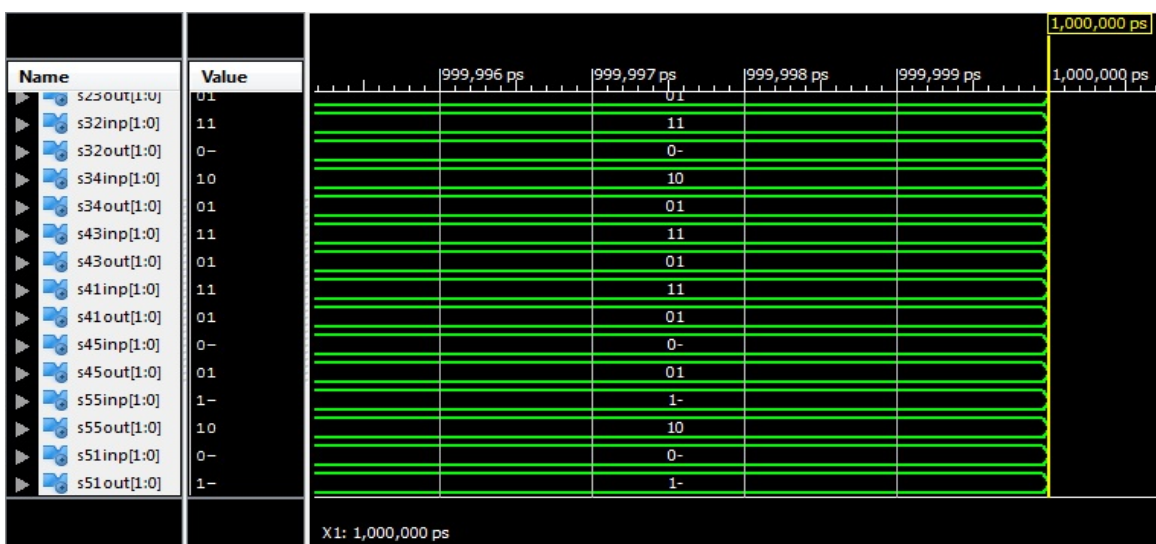 1,000,000 ps
Name Value 999,996 ps 999,997 ps 999,998 ps 999,999 ps 1,000,000 ps
s23out[1:0] 01 01
s32inp[1:0] 11 11
s32out[1:0] 0- 0-
s34inp[1:0] 10 10
s34out[1:0] 01 01
s43inp[1:0] 11 11
s43out[1:0] 01 01
s41inp[1:0] 11 11
s41out[1:0] 01 01
s45inp[1:0] 0- 0-
s45out[1:0] 01 01
s55inp[1:0] 1- 1-
s55out[1:0] 10 10
s51inp[1:0] 0- 0-
s51out[1:0] 1- 1-
X1: 1,000,000 ps